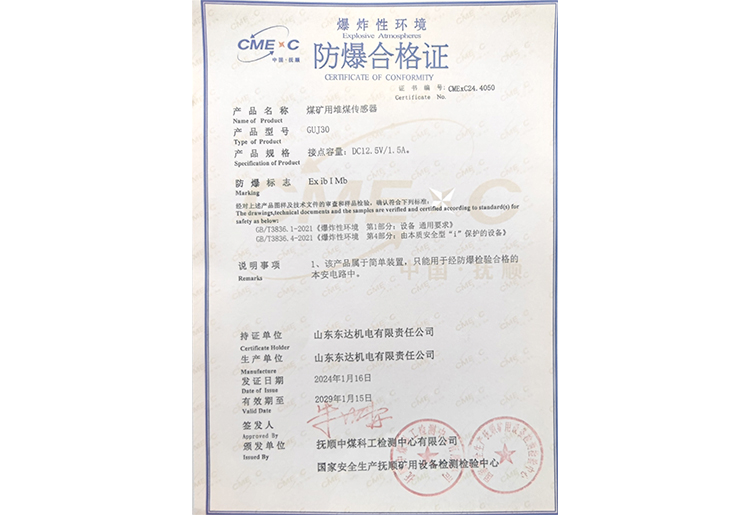 爆炸性环境
Explosive Atmospheres
CMExC
中国·抚顺
防爆合格证
CERTIFICATE OF CONFORMITY
证书编号: CMExC24.4050
Certificate No.
产品名称 煤矿用堆煤传感器
Name of Product
产品型号 GUJ30
Type of Product
产品规格 接点容量: DC12.5V/1.5A。
Specification of Product
防爆标志 Ex ib I Mb
Marking
经对上述产品图样及技术文件的审查和样品检验, 确认符合下列标准:
The drawings,technical documents and the samples are verified and certified according to standard(s) for
safety as below:
GB/T3836.1-2021《爆炸性环境 第1部分: 设备 通用要求》
GB/T3836.4-2021《爆炸性环境 第4部分: 由本质安全型“i”保护的设备》
说明事项 1、该产品属于简单装置, 只能用于经防爆检验合格的
Remarks 本安电路中。
持证单位 山东东达机电有限责任公司
Certificate Holder
生产单位 山东东达机电有限责任公司
Manufacture
发证日期 2024年1月16日
Date of Issue
有效期至 2029年1月15日
Valid Date
签发人
Approved By
颁发单位 抚顺中煤科工检测中心有限公司
Issued By
国家安全生产抚顺矿用设备检测检验中心